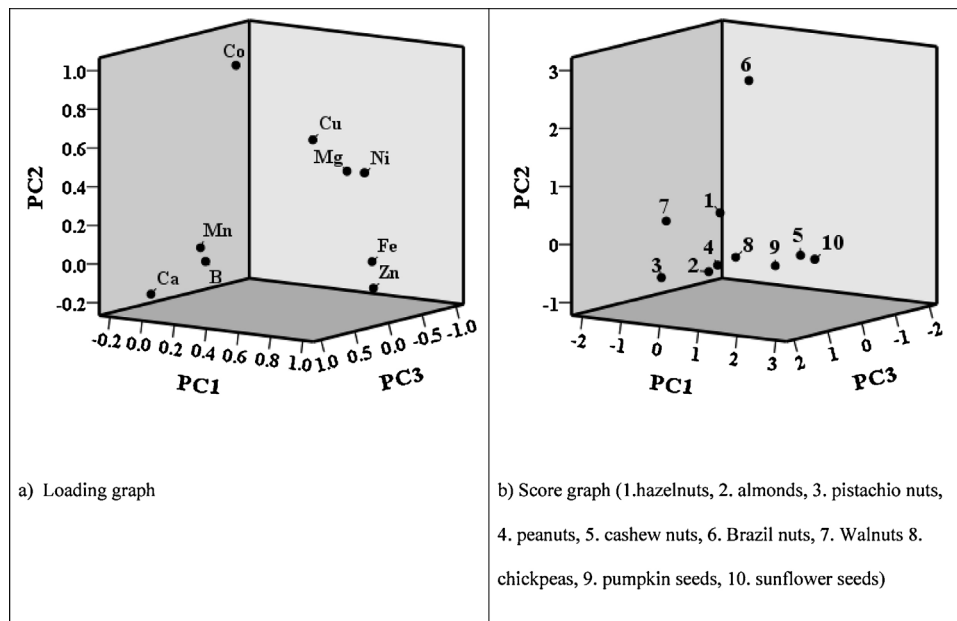 Co
1.0
Cu
0.8
0.6
Mg
Ni
PC2
0.4
0.2
Mn
Fe
0.0
Ca
B
Zn
-0.2
-0.2 0.0 0.2 0.4 0.6 0.8 1.0 1.0 0.5 0.0 -0.5 -1.0
PC1
PC3
a) Loading graph
3
6
2
PC2
1
7
1
0
3
2
4
8
9
5
10
-1
-2 -1 0 1 2 3 2 1 0 -1 -2
PC1
PC3
b) Score graph (1.hazelnuts, 2. almonds, 3. pistachio nuts,
4. peanuts, 5. cashew nuts, 6. Brazil nuts, 7. Walnuts 8.
chickpeas, 9. pumpkin seeds, 10. sunflower seeds)